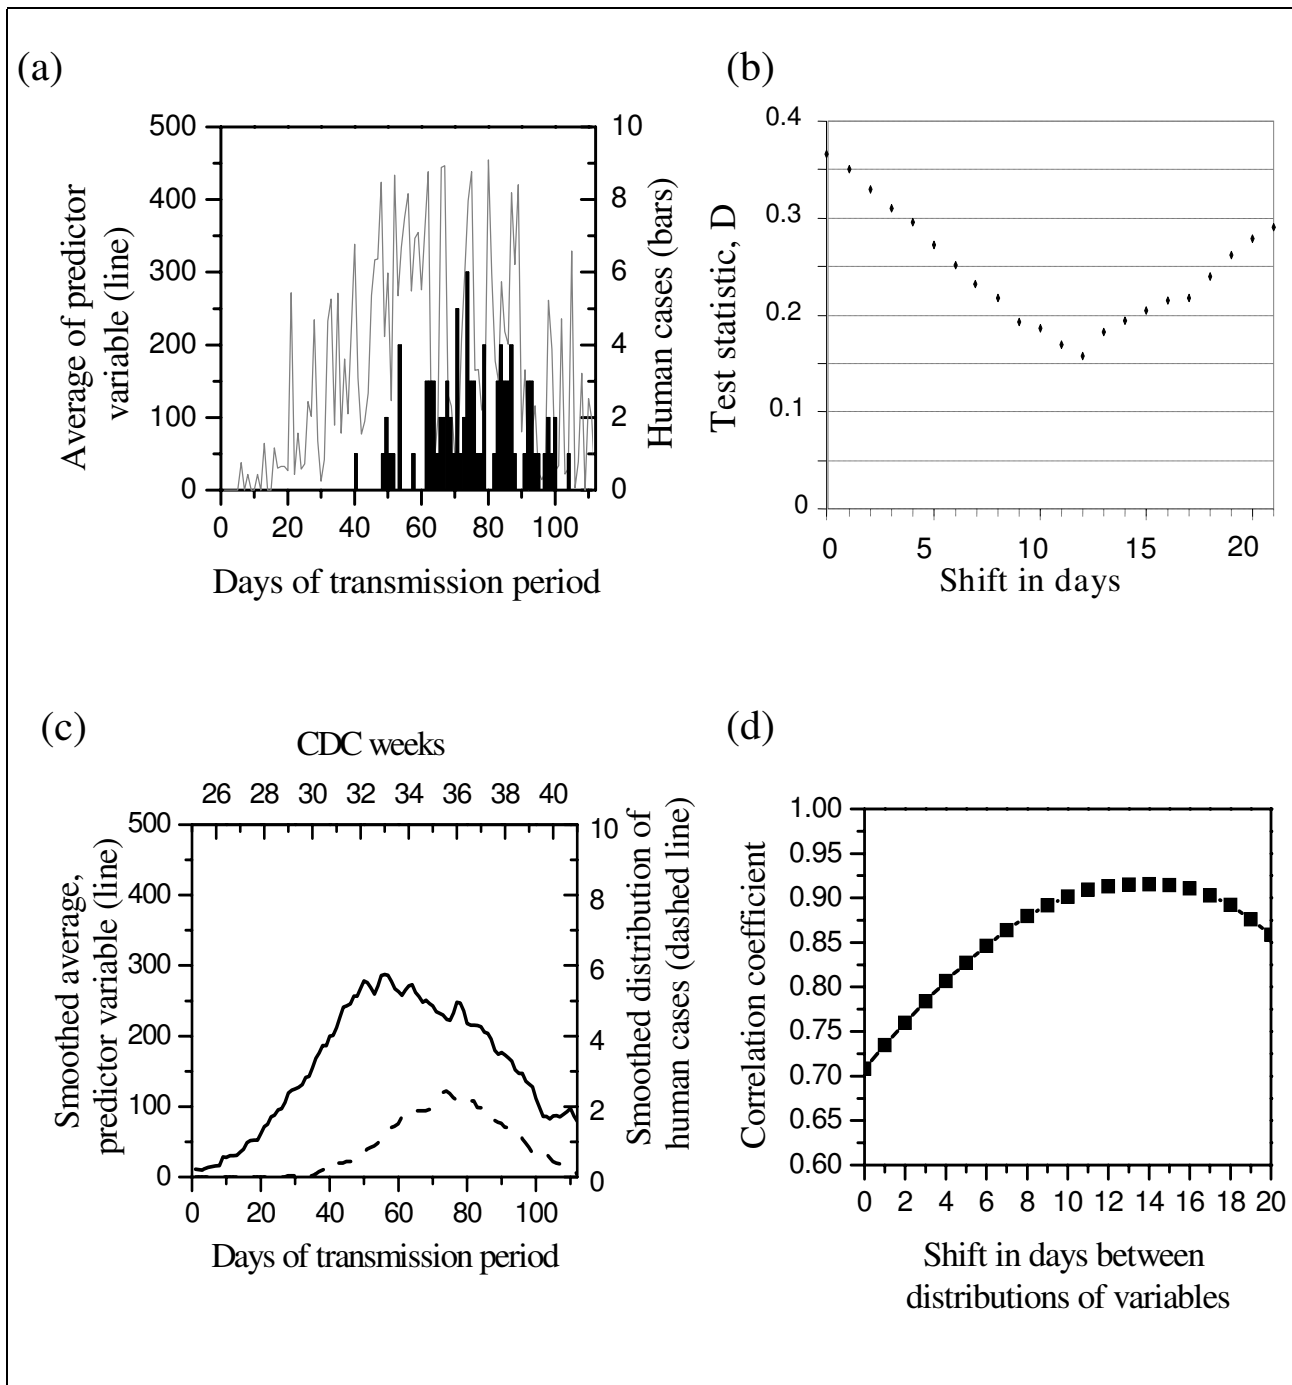 (a)
500
400
300
200
100
0
10
8
6
4
2
0
0 20 40 60 80 100
Average of predictor
variable (line)
Human cases (bars)
Days of transmission period
(b)
0.4
0.3
0.2
0.1
0
0 5 10 15 20
Test statistic, D
Shift in days
(c)
CDC weeks
26 28 30 32 34 36 38 40
500
400
300
200
100
0
10
8
6
4
2
0
0 20 40 60 80 100
Smoothed average,
predictor variable (line)
Smoothed distribution of
human cases (dashed line)
Days of transmission period
(d)
1.00
0.95
0.90
0.85
0.80
0.75
0.70
0.65
0.60
0 2 4 6 8 10 12 14 16 18 20
Correlation coefficient
Shift in days between
distributions of variables